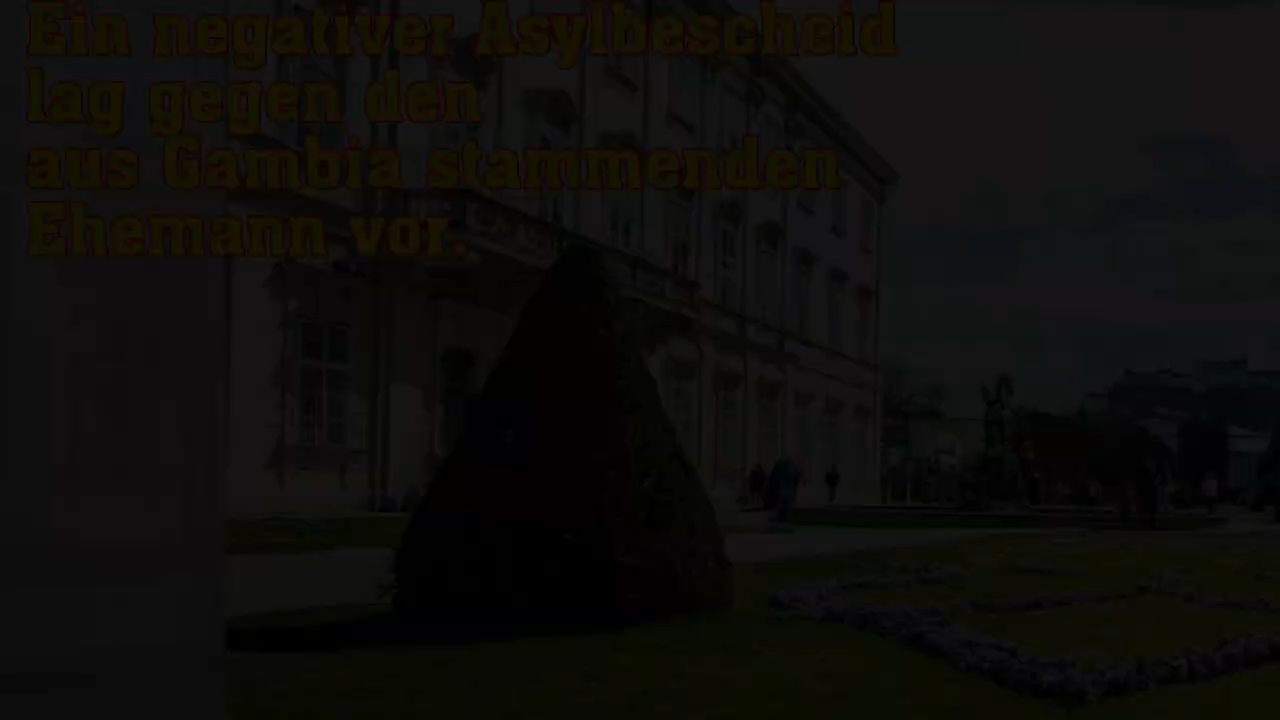 Ein negativer Asylbescheid
lag gegen den
aus Gambia stammenden
Ehemann vor.